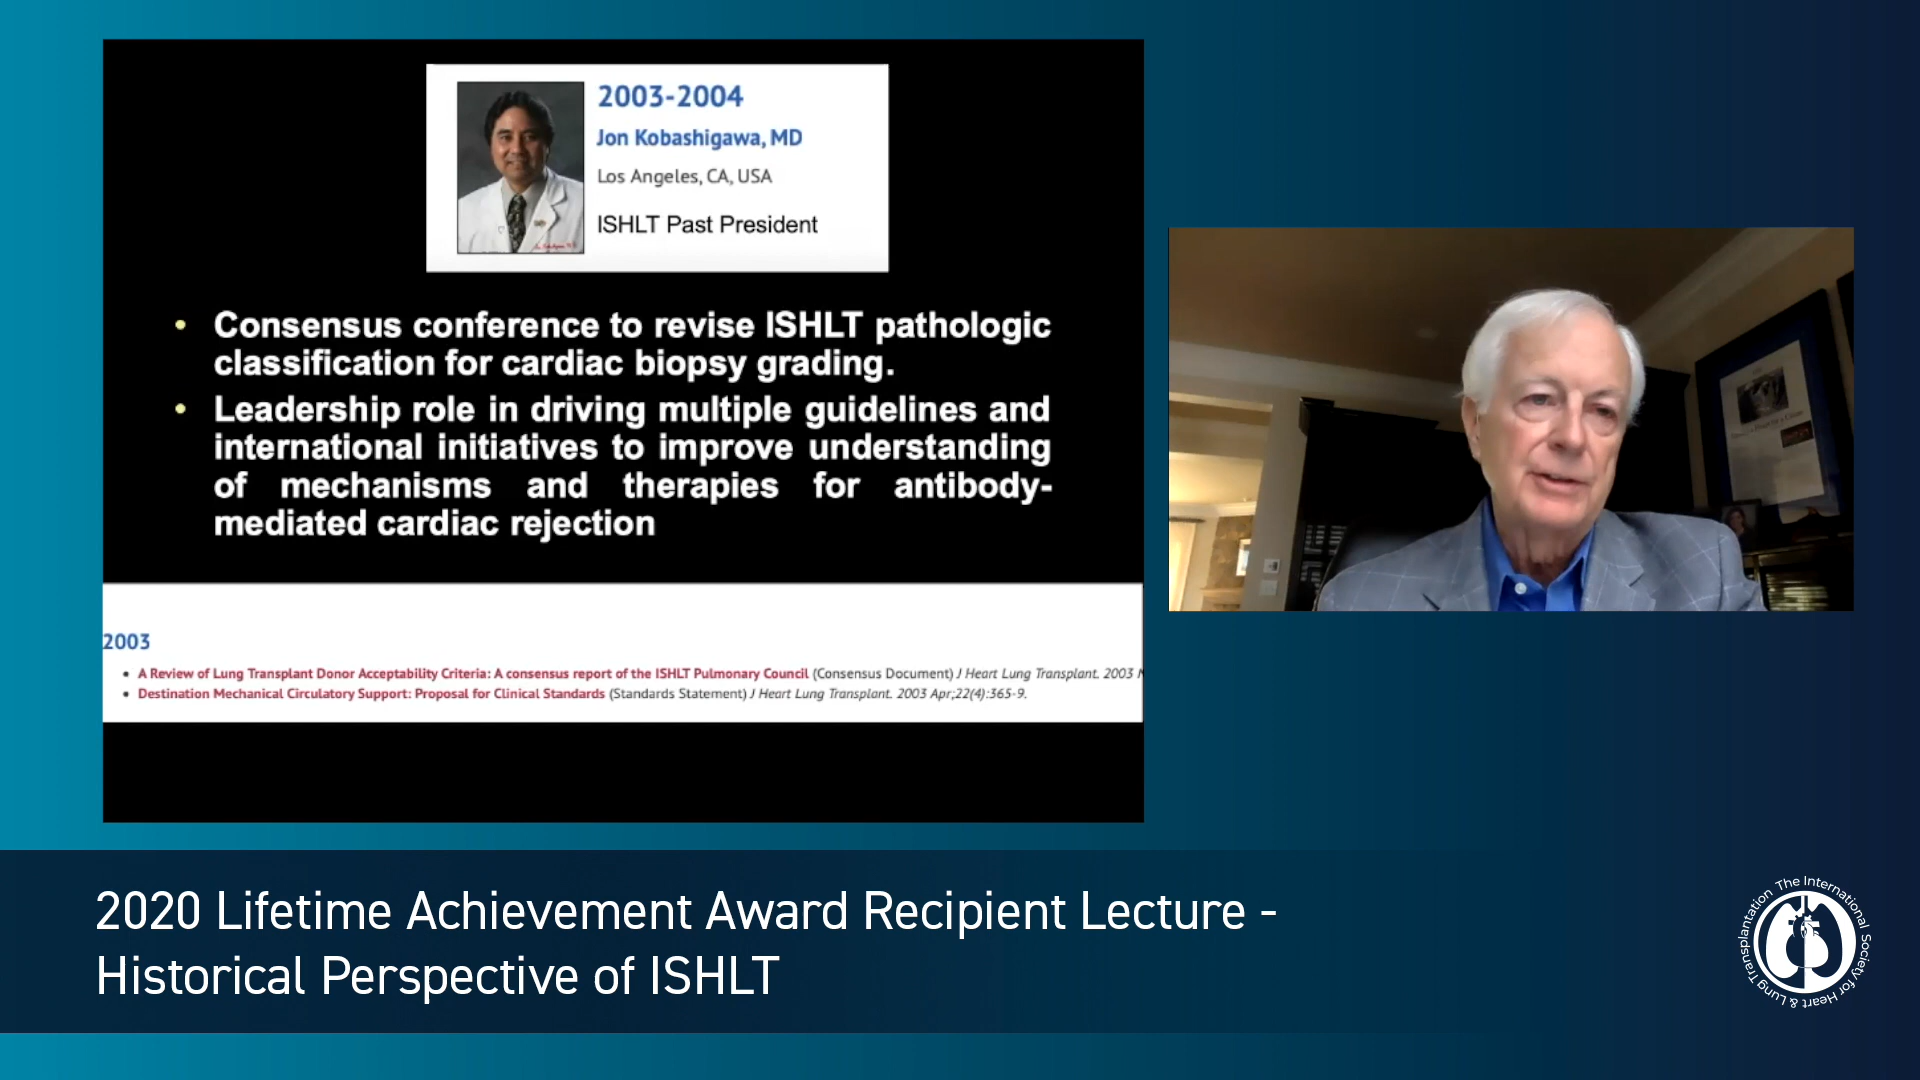 2003-2004
Jon Kobashigawa, MD
Los Angeles, CA, USA
ISHLT Past President
• Consensus conference to revise ISHLT pathologic
classification for cardiac biopsy grading.
• Leadership role in driving multiple guidelines and
international initiatives to improve understanding
of mechanisms and therapies for antibody-
mediated cardiac rejection
2003
• A Review of Lung Transplant Donor Acceptability Criteria: A consensus report of the ISHLT Pulmonary Council (Consensus Document) J Heart Lung Transplant. 2003
• Destination Mechanical Circulatory Support: Proposal for Clinical Standards (Standards Statement) J Heart Lung Transplant. 2003 Apr;22(4):365-9.
2020 Lifetime Achievement Award Recipient Lecture -
Historical Perspective of ISHLT
The International Society for Heart & Lung Transplantation